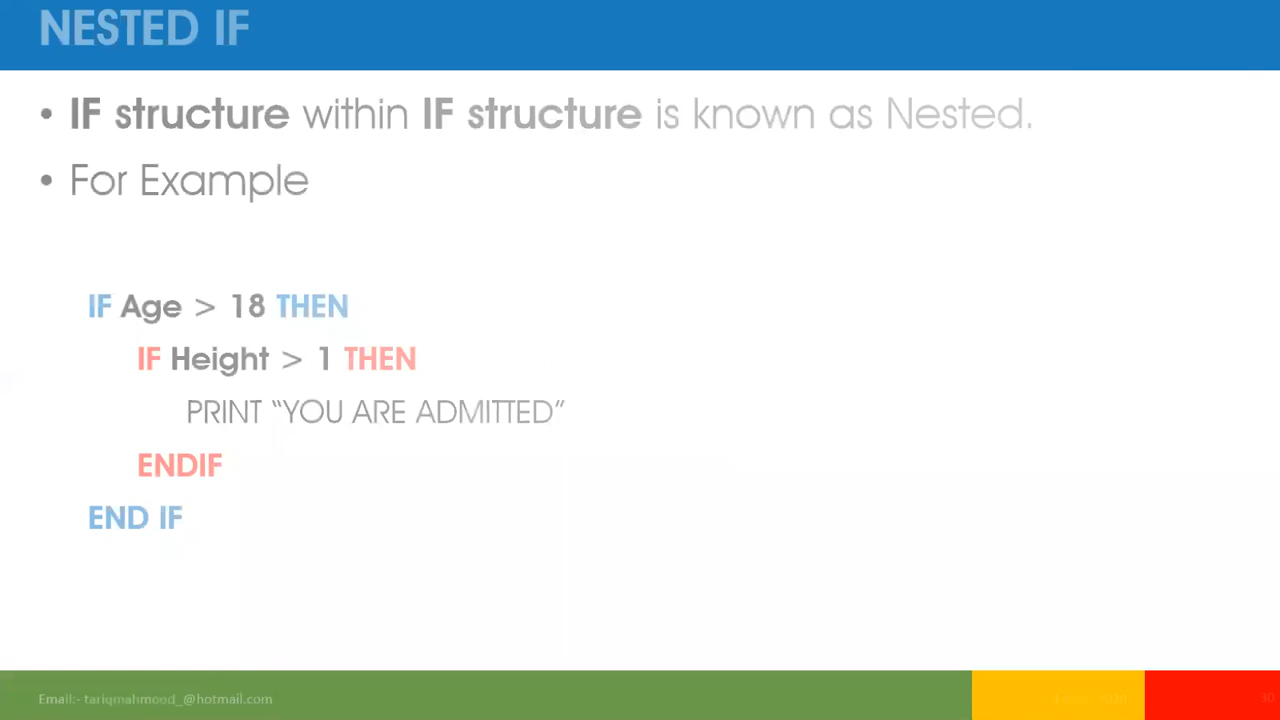 NESTED IF
• IF structure within IF structure is known as Nested.
• For Example
IF Age > 18 THEN
IF Height > 1 THEN
PRINT “YOU ARE ADMITTED”
ENDIF
END IF
Email:- tariqmahmood_@hotmail.com
30